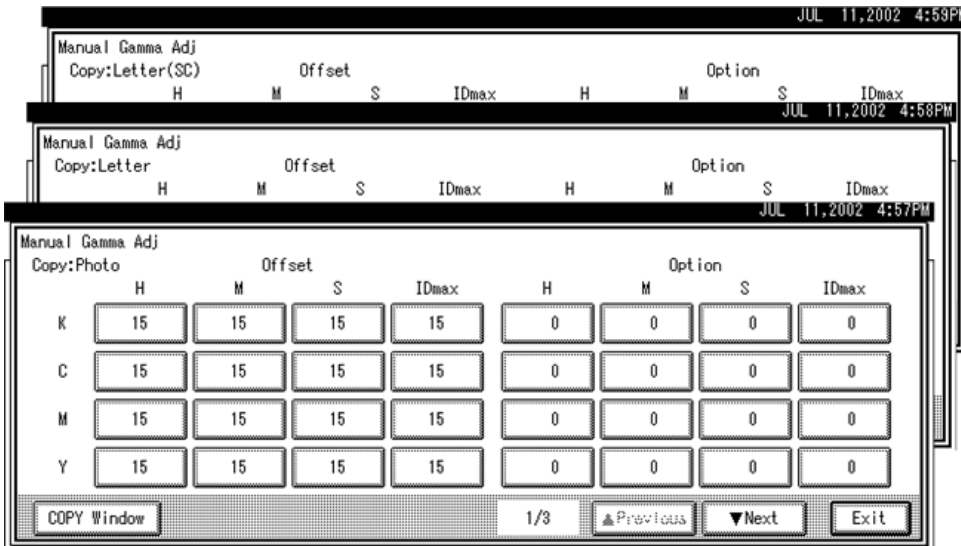 JUL 11,2002 4:59P
Manual Gamma Adj
Copy:Letter(SC) Offset Option
H M S IDmax H M S IDmax
JUL 11,2002 4:58PM
Manual Gamma Adj
Copy:Letter Offset Option
H M S IDmax H M S IDmax
JUL 11,2002 4:57PM
Manual Gamma Adj
Copy:Photo Offset Option
H M S IDmax H M S IDmax
K 15 15 15 15 0 0 0 0
C 15 15 15 15 0 0 0 0
M 15 15 15 15 0 0 0 0
Y 15 15 15 15 0 0 0 0
COPY Window 1/3 ▲Previous ▼Next Exit